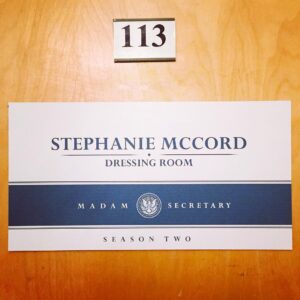 113
STEPHANIE MCCORD
DRESSING ROOM
MADAM SECRETARY
SEASON TWO